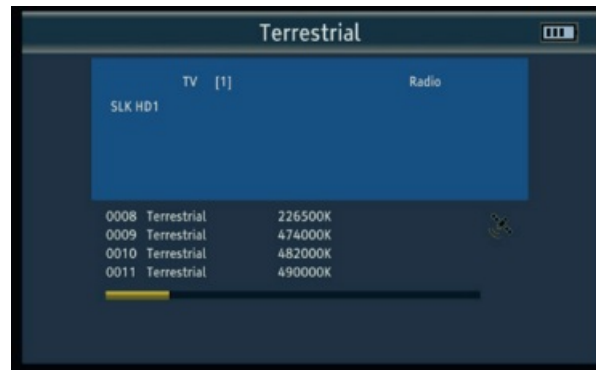 Terrestrial
TV [1] Radio
SLK HD1
0008 Terrestrial 226500K
0009 Terrestrial 474000K
0010 Terrestrial 482000K
0011 Terrestrial 490000K